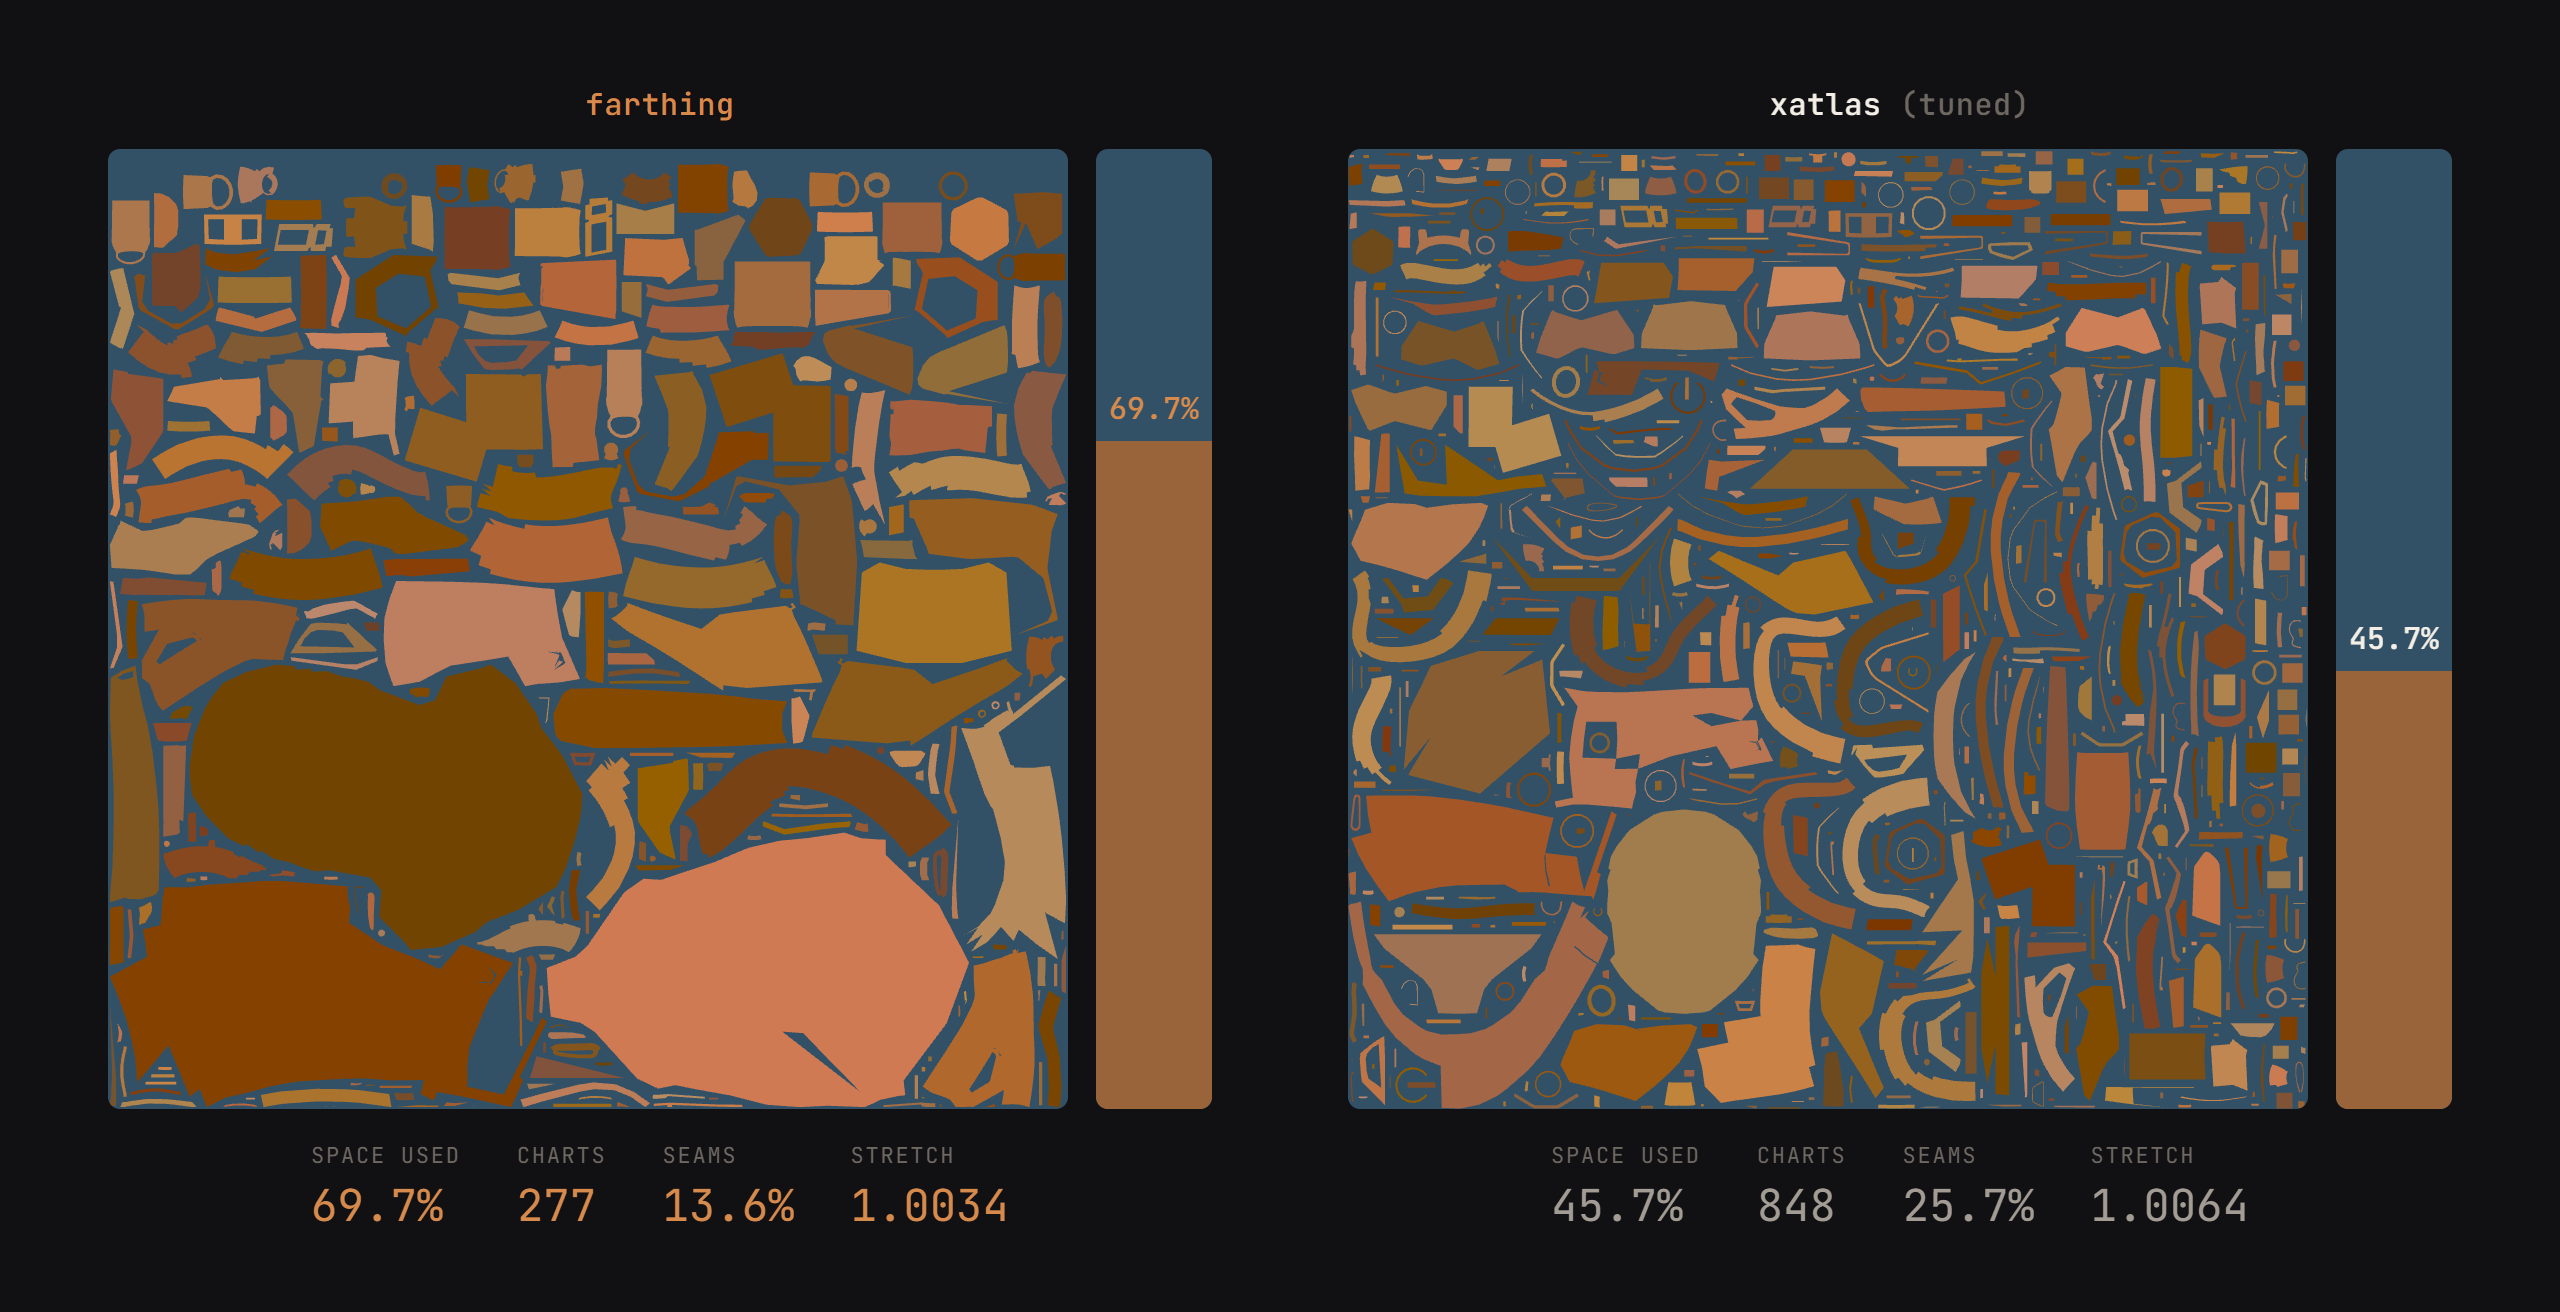 farthing
69.7%
SPACE USED CHARTS SEAMS STRETCH
69.7% 277 13.6% 1.0034
xatlas (tuned)
45.7%
SPACE USED CHARTS SEAMS STRETCH
45.7% 848 25.7% 1.0064